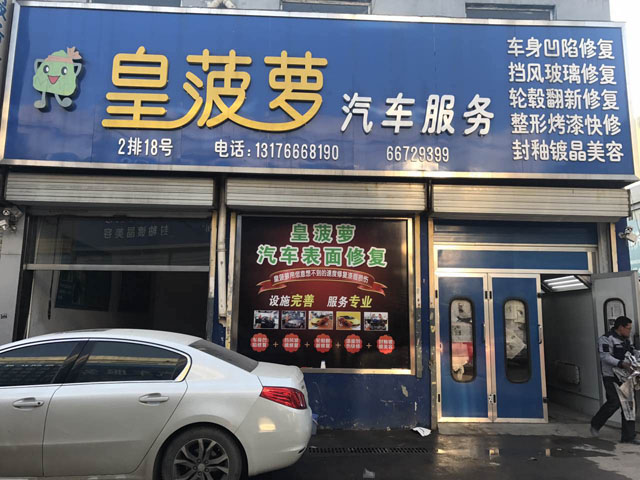 皇菠萝 汽车服务
2排18号 电话:13176668190 66729399
车身凹陷修复
挡风玻璃修复
轮毂翻新修复
整形烤漆快修
封釉镀晶美容
皇菠萝
汽车表面修复
设施完善 服务专业